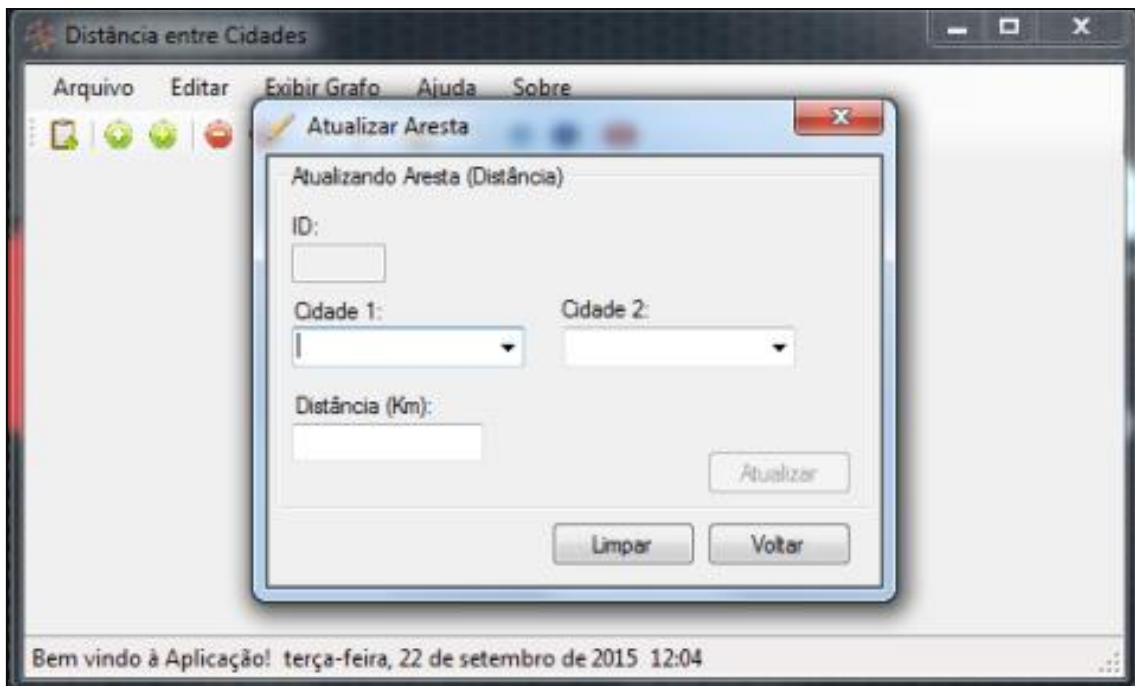 Distância entre Cidades
Arquivo Editar Exibir Grafo Ajuda Sobre
Atualizar Aresta
Atualizando Aresta (Distância)
ID:
Cidade 1: Cidade 2:
Distância (Km):
Atualizar
Limpar Voltar
Bem vindo à Aplicação! terça-feira, 22 de setembro de 2015 12:04